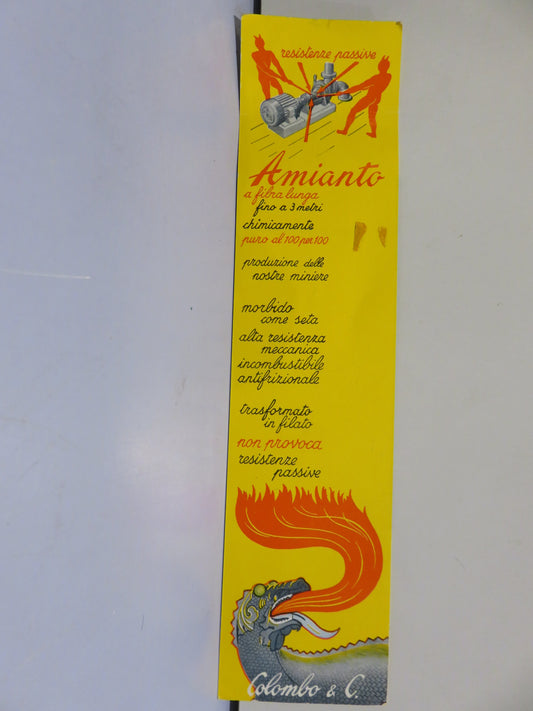 resistenze passive
Amianto
a fibra lunga
fino a 3 metri
chimicamente
puro al 100 per 100
produzione delle
nostre miniere
morbido
come seta
alta resistenza
meccanica
incombustibile
antifrizionale
trasformato
in filato
non provoca
resistenze
passive
Colombo & C.